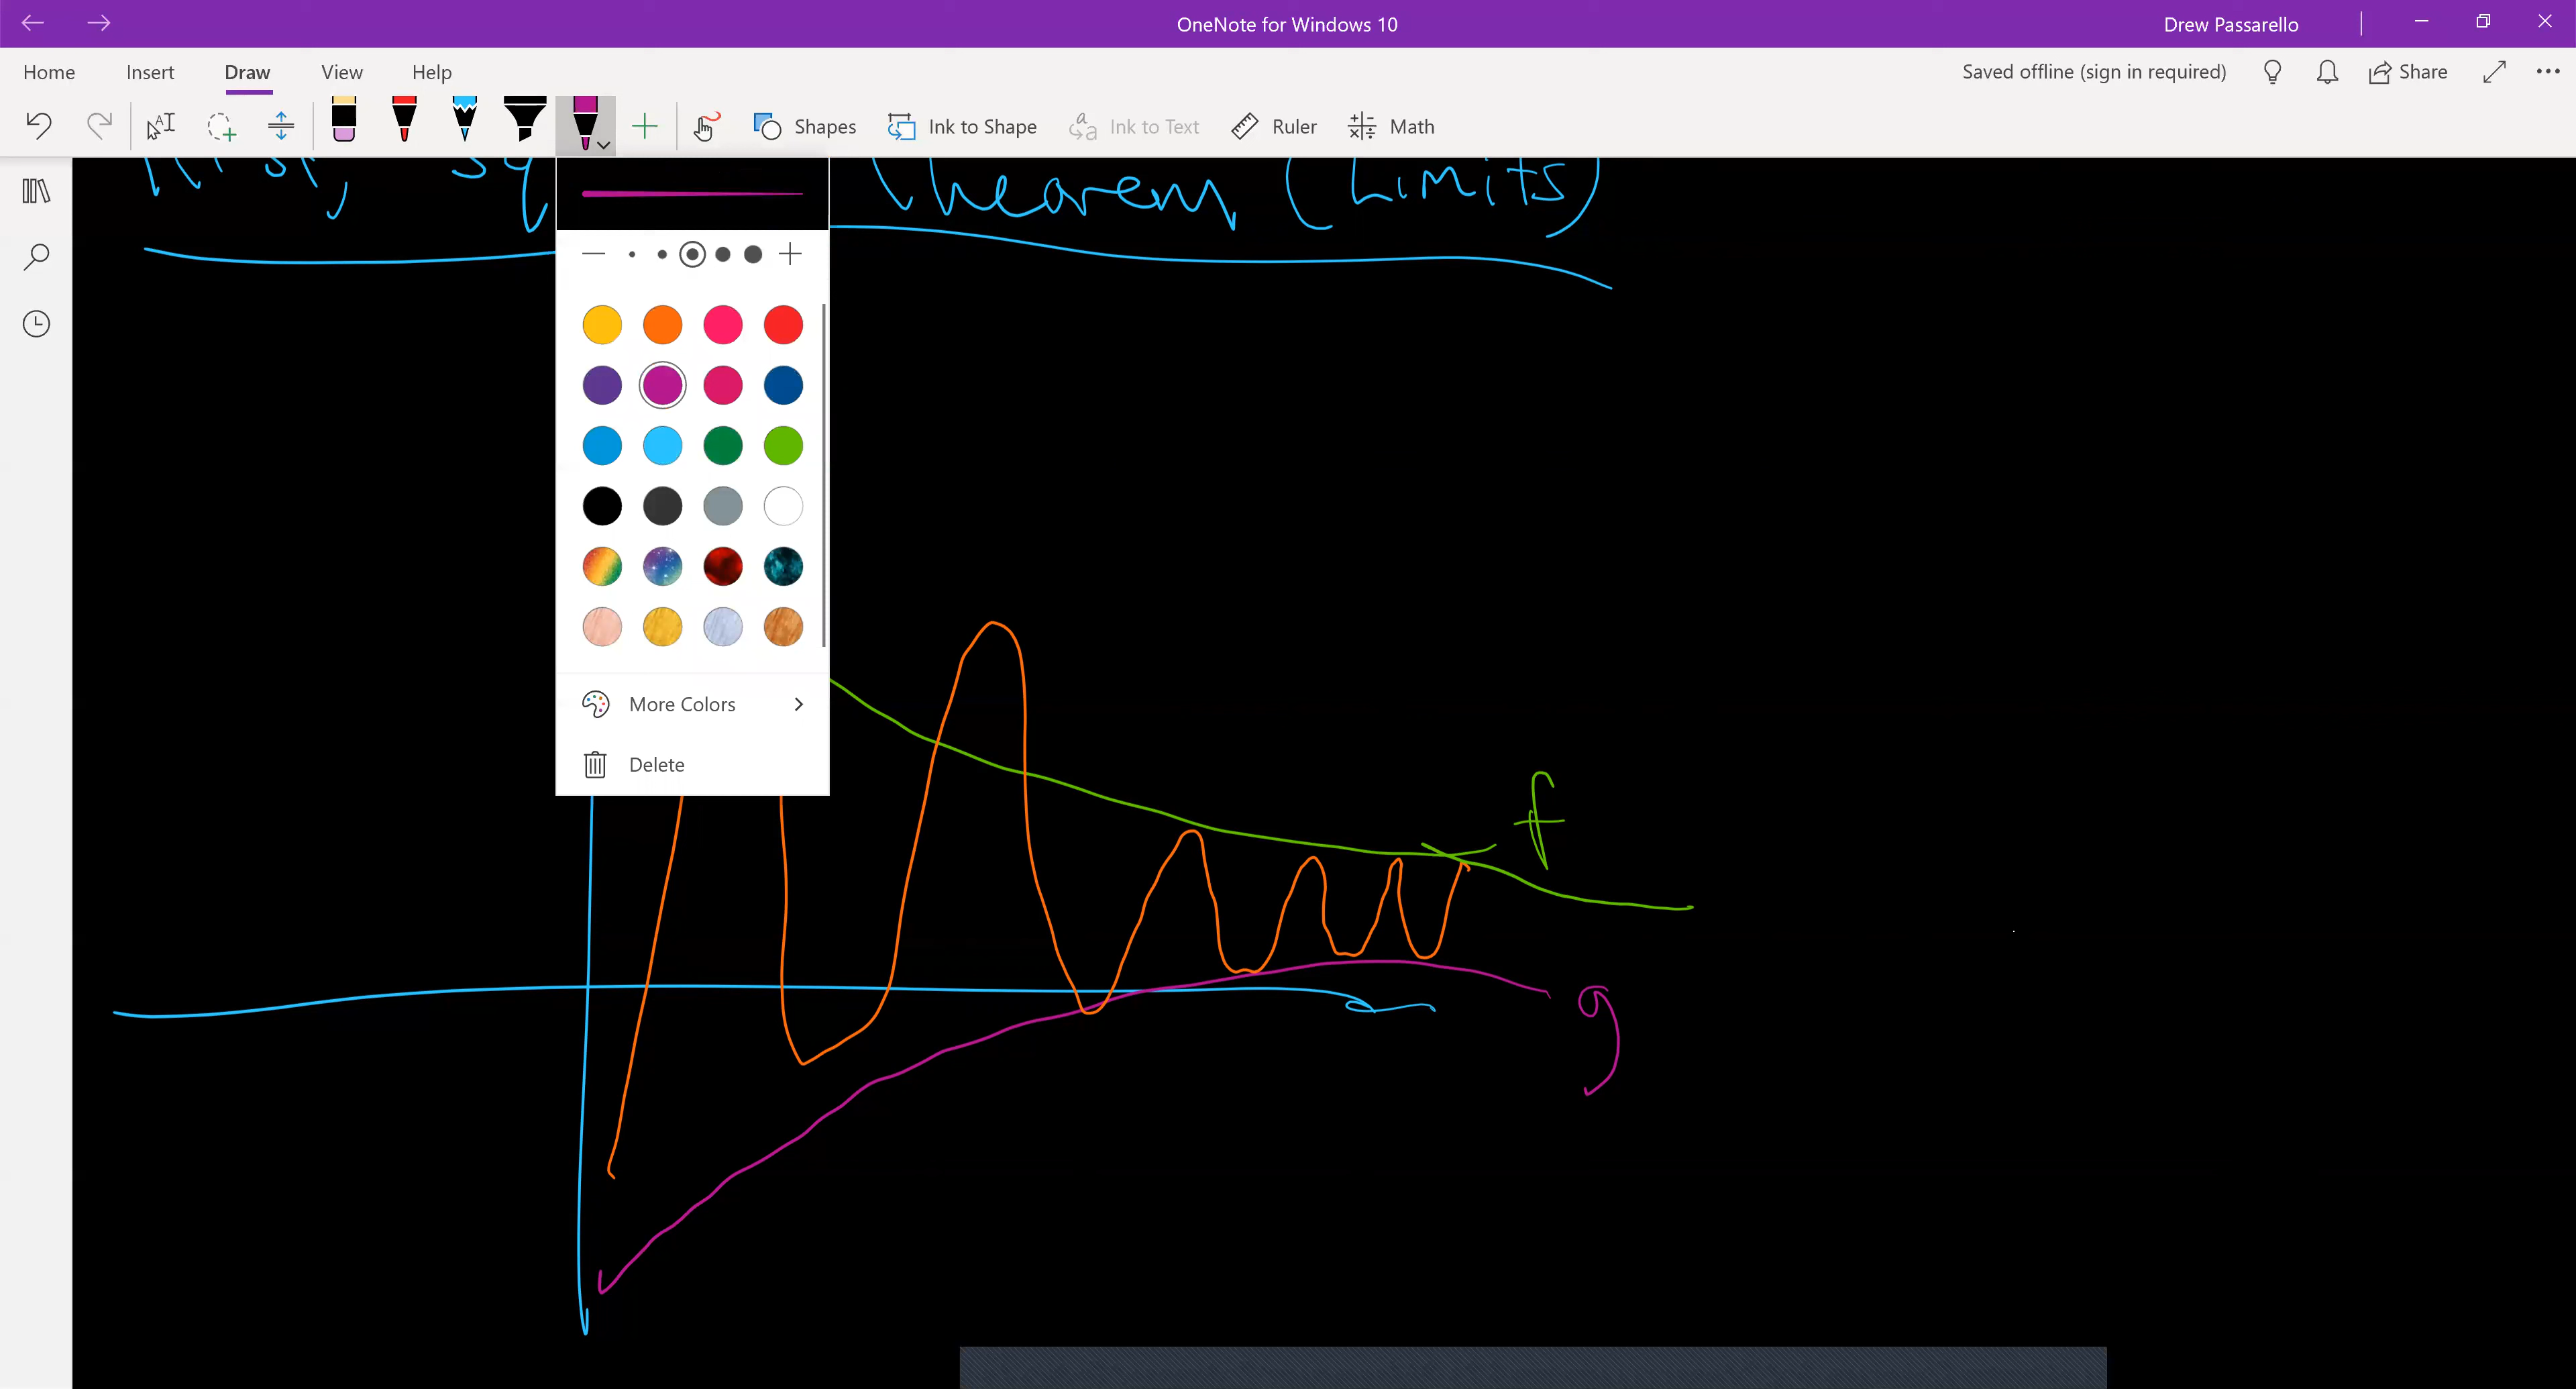 OneNote for Windows 10 Drew Passarello
Home Insert Draw View Help Saved offline (sign in required) Share
Shapes Ink to Shape Ink to Text Ruler Math
Theorem (Limits)
More Colors
Delete
f
g